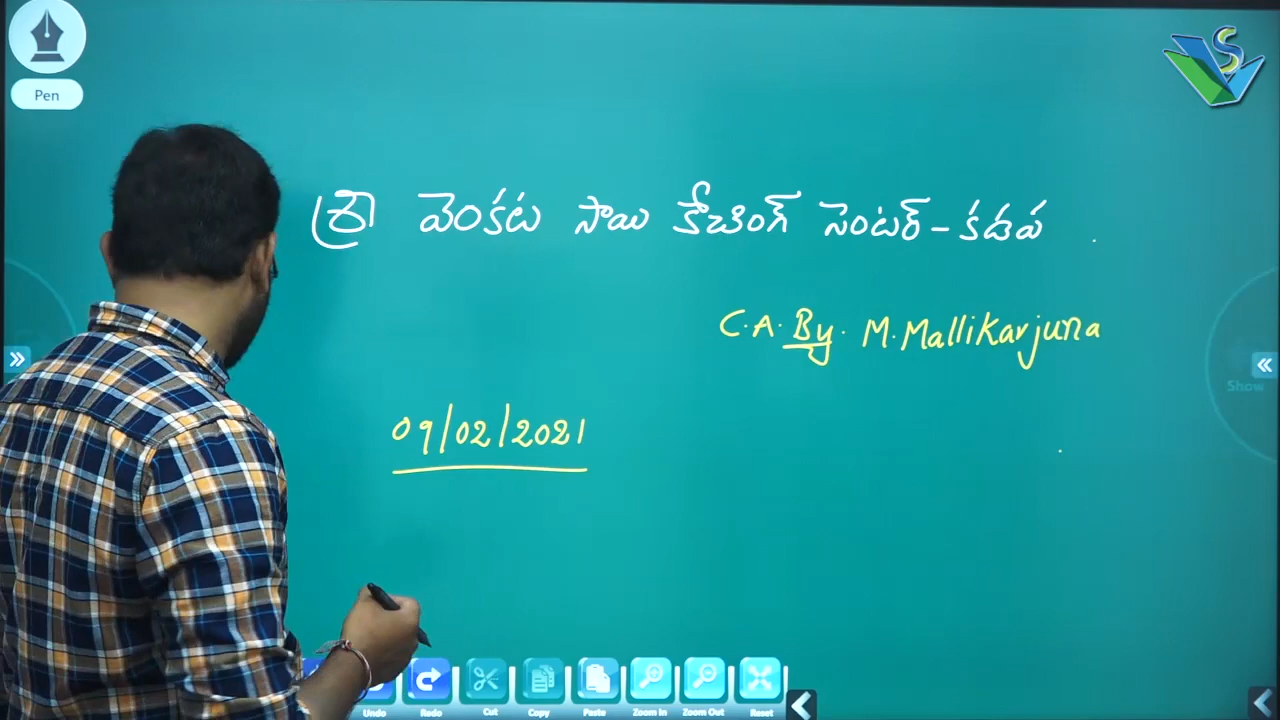 Pen
శ్రీ వెంకట సాయి కోచింగ్ సెంటర్ - కడప
C.A. By. M. Mallikarjuna
09/02/2021
Show
Undo Redo Cut Copy Paste Zoom In Zoom Out Reset